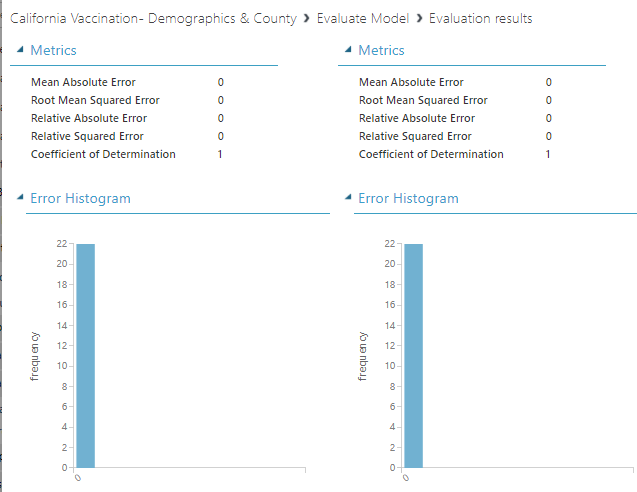 California Vaccination- Demographics & County > Evaluate Model > Evaluation results
Metrics
Mean Absolute Error 0
Root Mean Squared Error 0
Relative Absolute Error 0
Relative Squared Error 0
Coefficient of Determination 1
Error Histogram
22
20
18
16
14
12
10
8
6
4
2
0
frequency
0
Metrics
Mean Absolute Error 0
Root Mean Squared Error 0
Relative Absolute Error 0
Relative Squared Error 0
Coefficient of Determination 1
Error Histogram
22
20
18
16
14
12
10
8
6
4
2
0
frequency
0